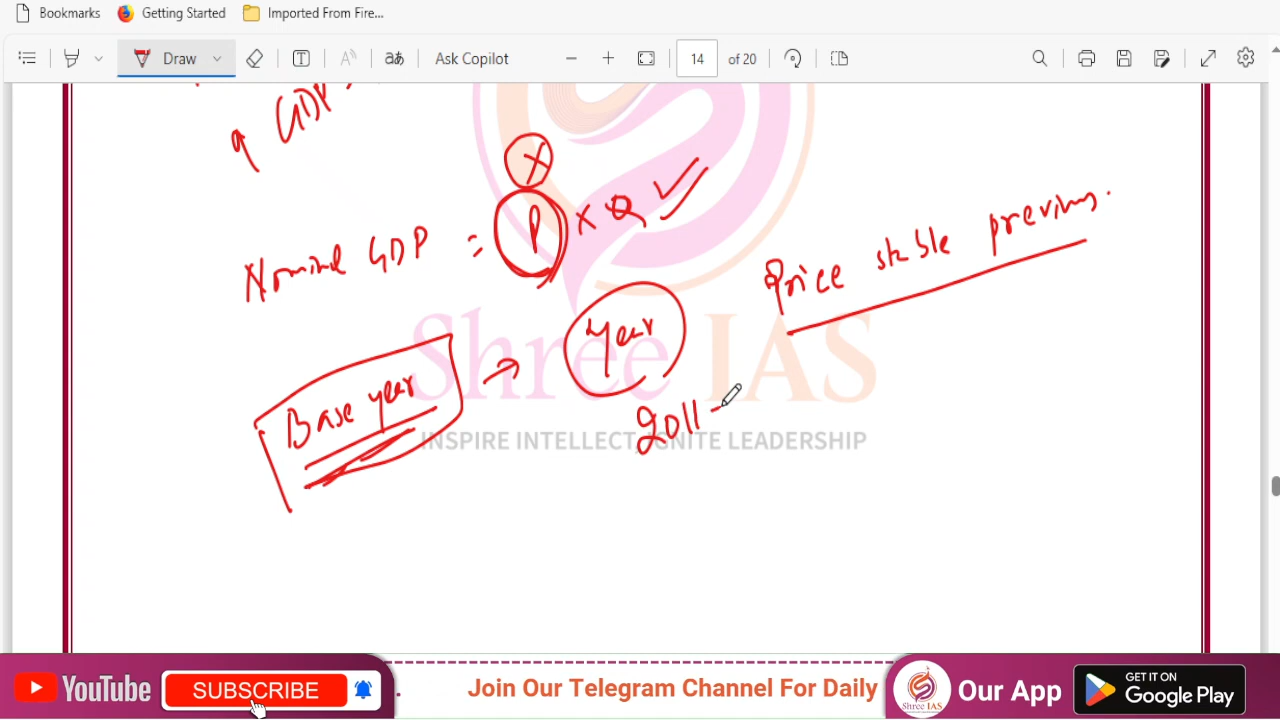 Bookmarks Getting Started Imported From Fire...
Draw Ask Copilot 14 of 20
↑ GDP
X
Nominal GDP = P X Q
Price stable previous.
Base year → Year
2011 -
Shree IAS
INSPIRE INTELLECT, IGNITE LEADERSHIP
YouTube SUBSCRIBE . Join Our Telegram Channel For Daily Shree IAS Our App GET IT ON Google Play